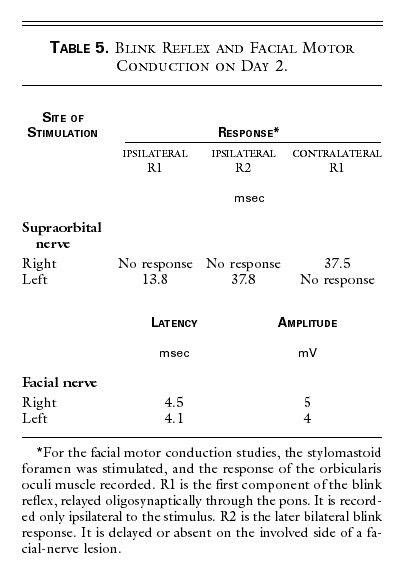 TABLE 5. BLINK REFLEX AND FACIAL MOTOR
CONDUCTION ON DAY 2.
SITE OF
STIMULATION RESPONSE*
IPSILATERAL IPSILATERAL CONTRALATERAL
R1 R2 R1
msec
Supraorbital
nerve
Right No response No response 37.5
Left 13.8 37.8 No response
LATENCY AMPLITUDE
msec mV
Facial nerve
Right 4.5 5
Left 4.1 4
*For the facial motor conduction studies, the stylomastoid
foramen was stimulated, and the response of the orbicularis
oculi muscle recorded. R1 is the first component of the blink
reflex, relayed oligosynaptically through the pons. It is record-
ed only ipsilateral to the stimulus. R2 is the later bilateral blink
response. It is delayed or absent on the involved side of a fa-
cial-nerve lesion.